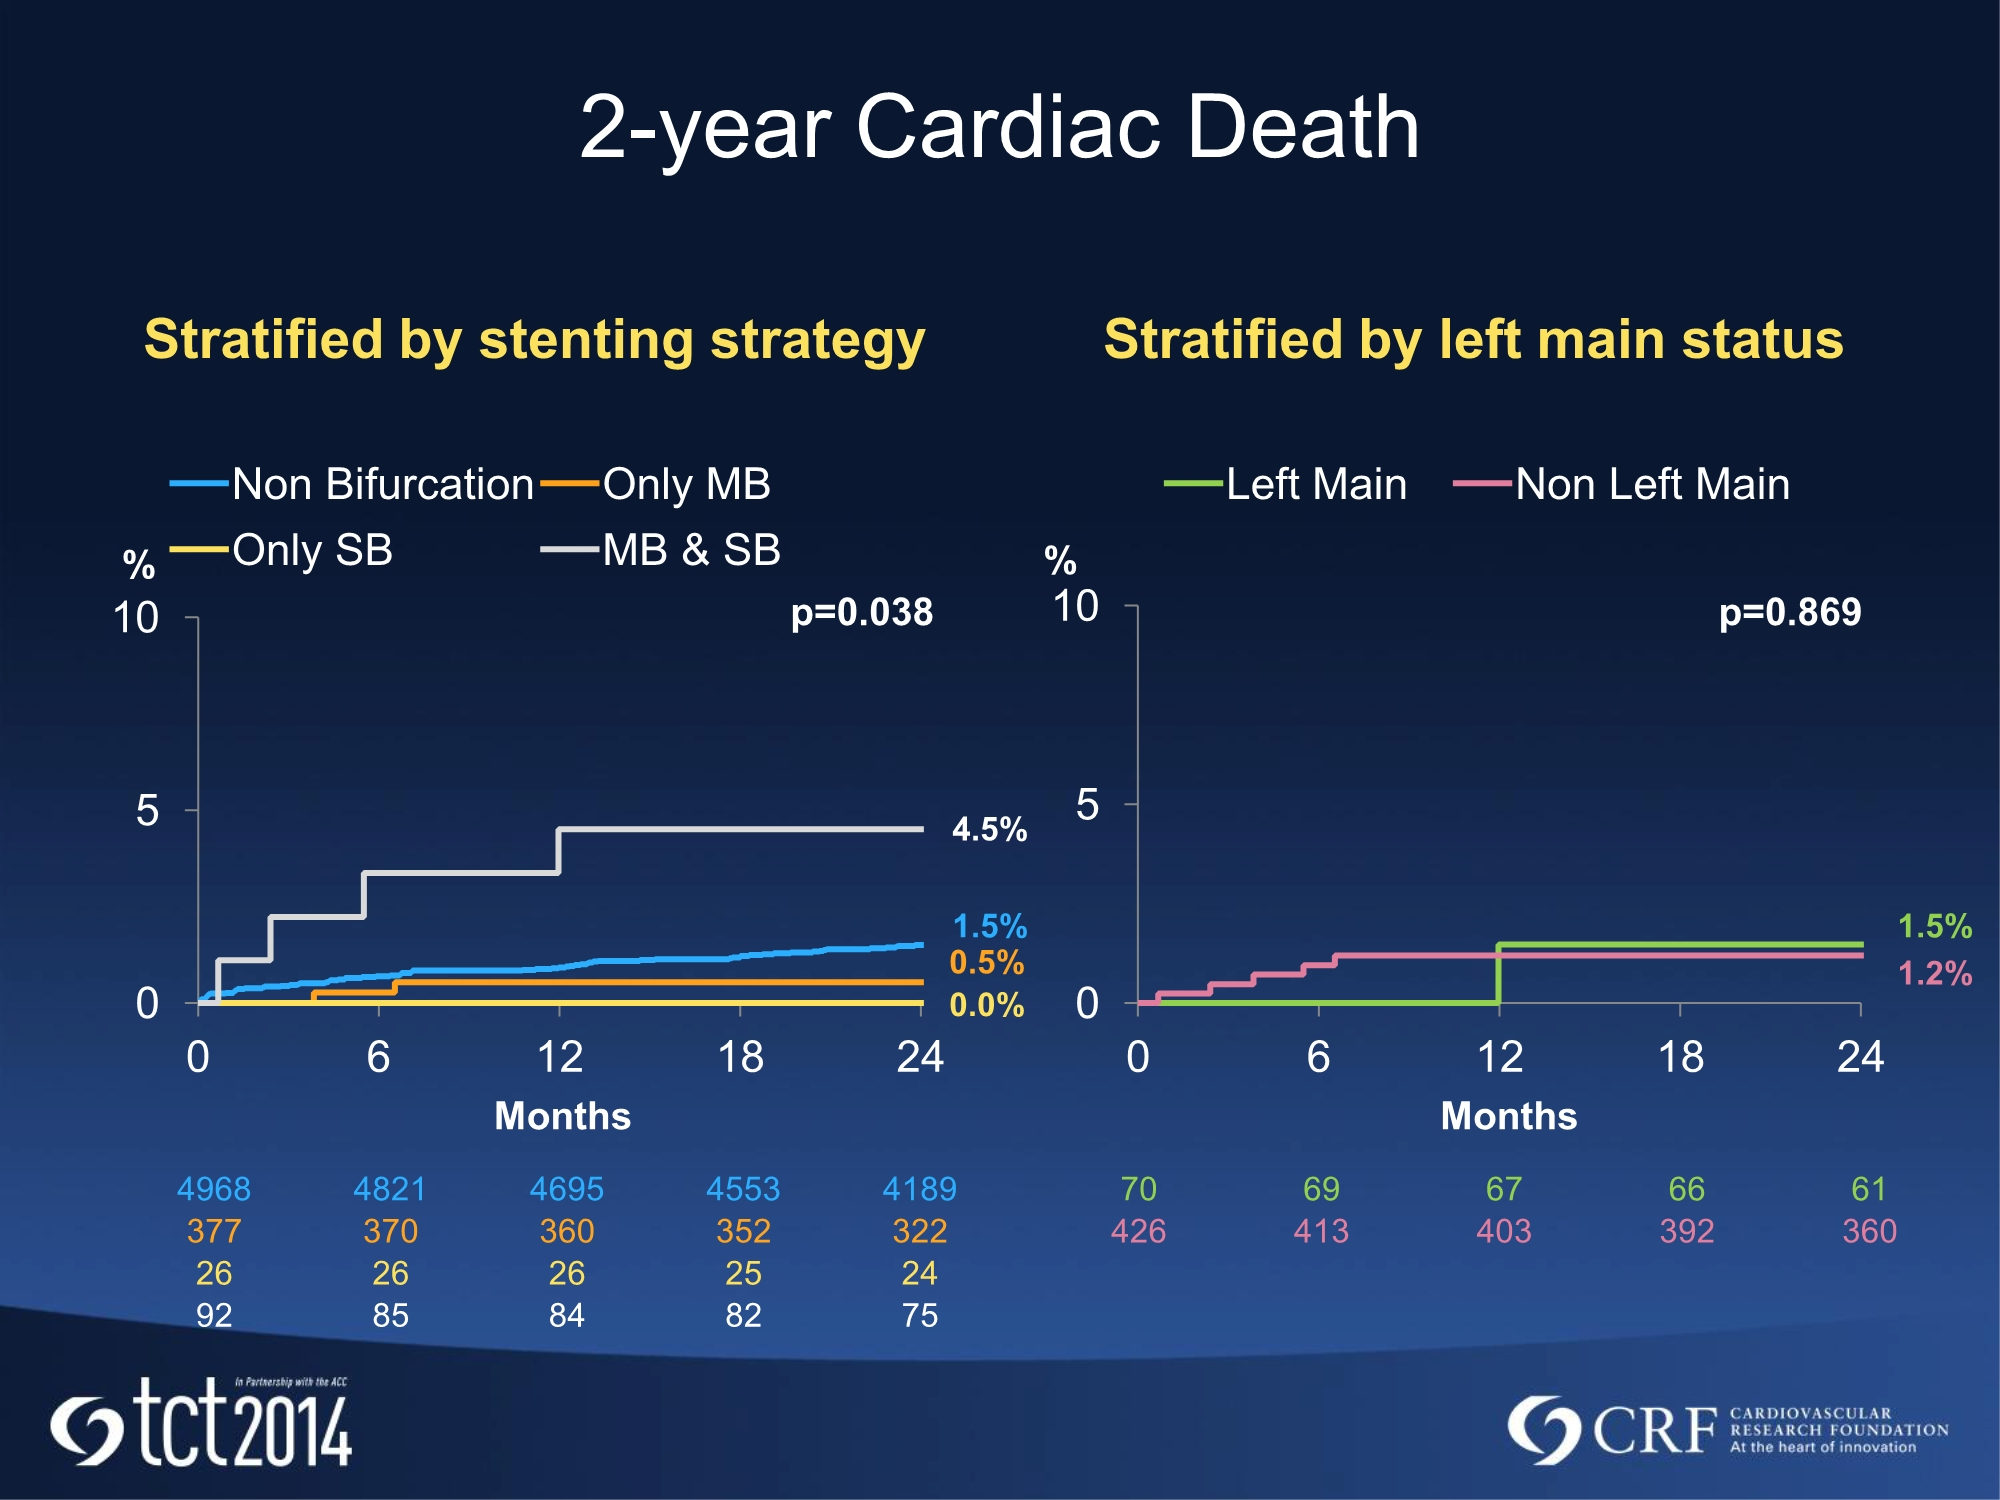 2-year Cardiac Death
Stratified by stenting strategy
Non Bifurcation Only MB
Only SB MB & SB
%
10
5
0
p=0.038
4.5%
1.5%
0.5%
0.0%
0 6 12 18 24
Months
4968 4821 4695 4553 4189
377 370 360 352 322
26 26 26 25 24
92 85 84 82 75
Stratified by left main status
Left Main Non Left Main
%
10
5
0
p=0.869
1.5%
1.2%
0 6 12 18 24
Months
70 69 67 66 61
426 413 403 392 360
In Partnership with the ACC
tct2014
CRF
CARDIOVASCULAR
RESEARCH FOUNDATION
At the heart of innovation